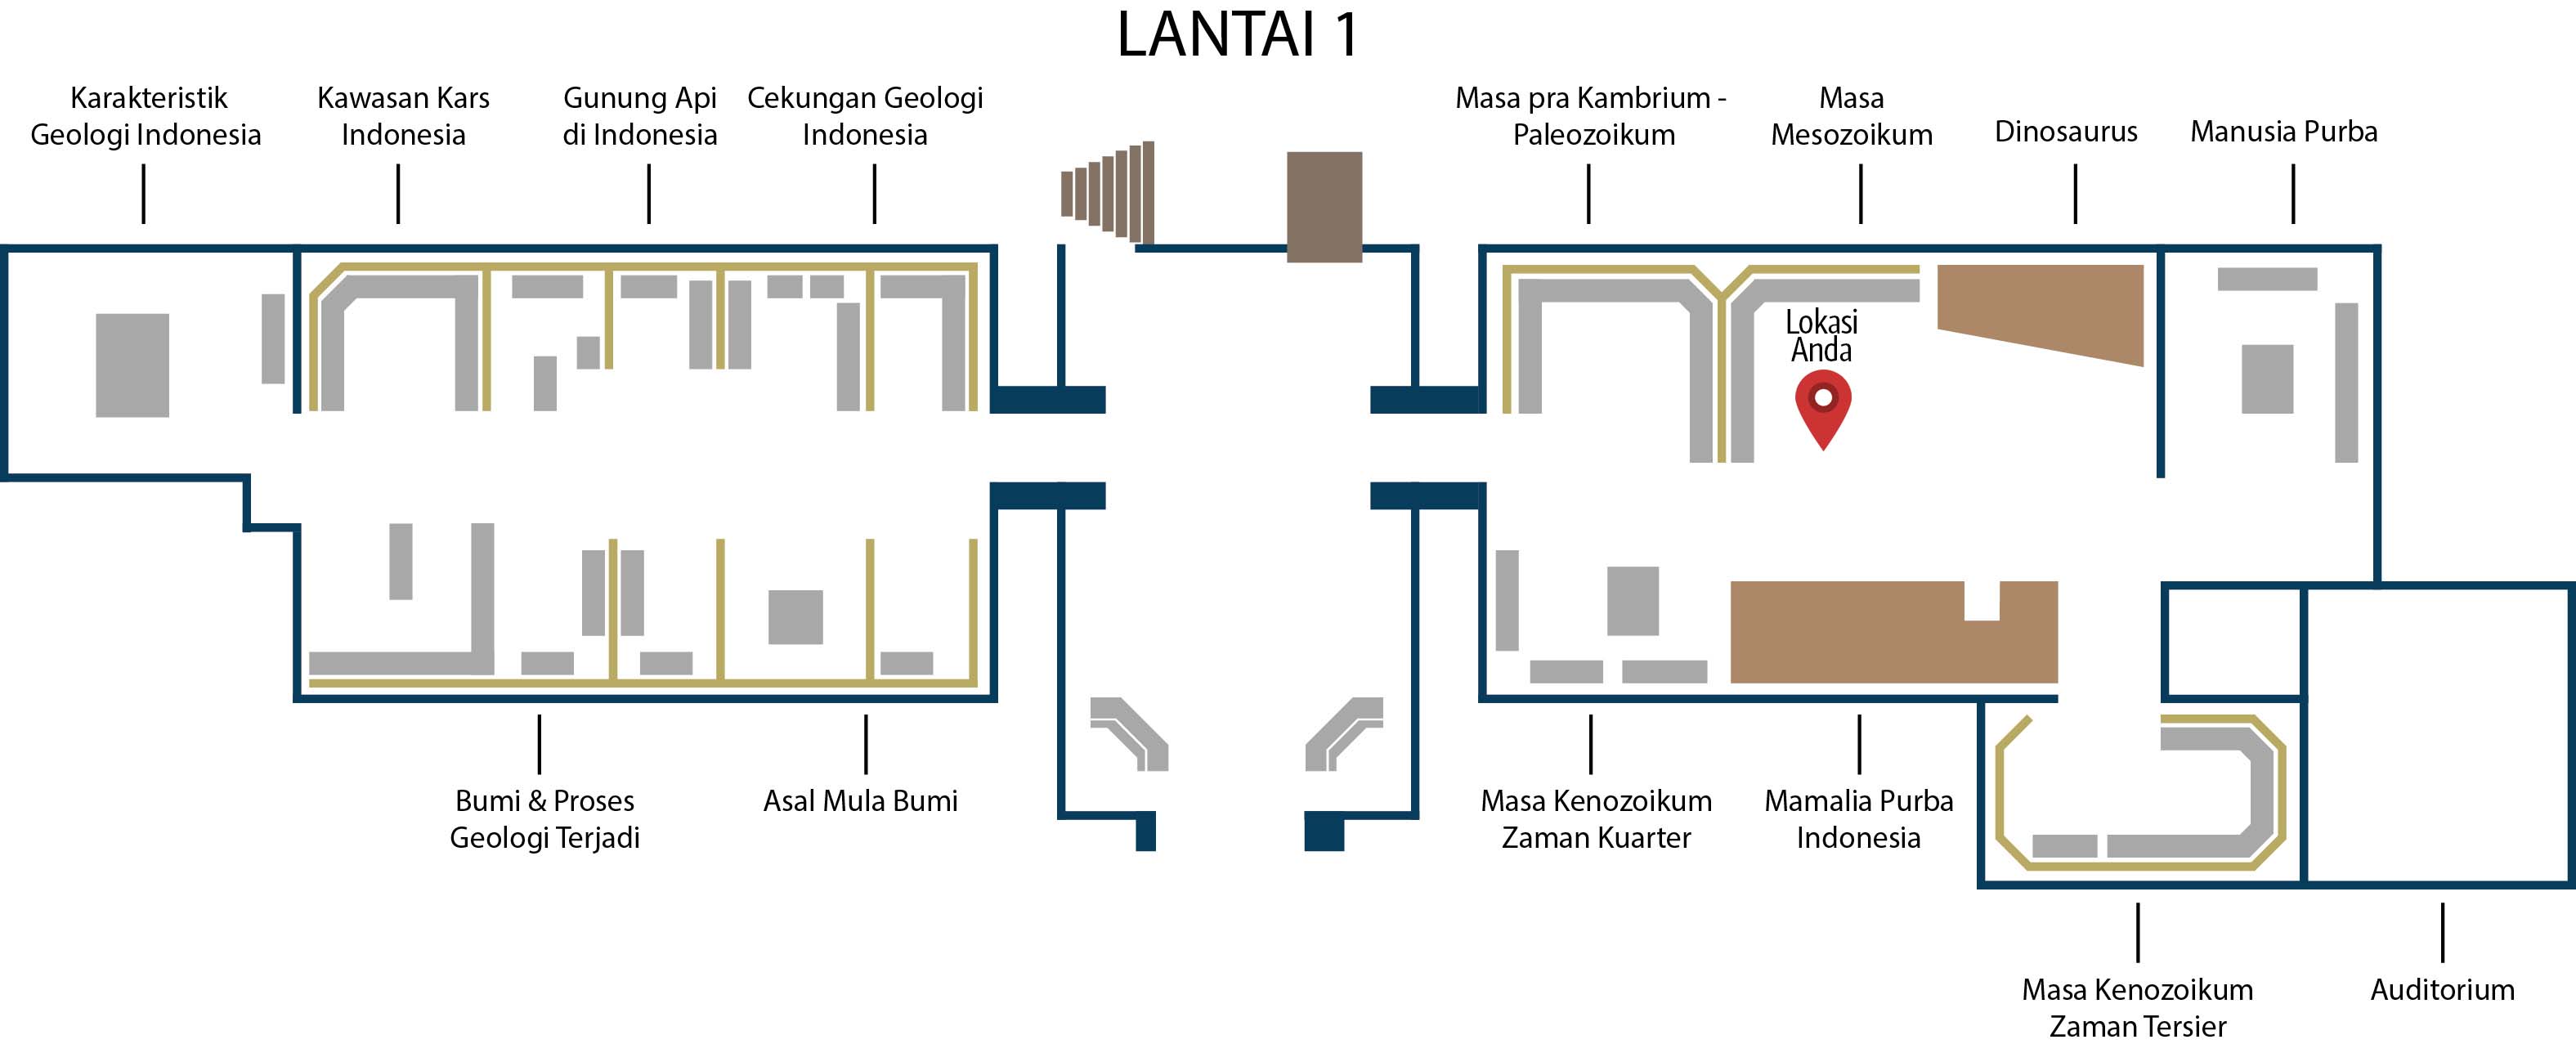 LANTAI 1
Karakteristik
Geologi Indonesia
Kawasan Kars
Indonesia
Gunung Api
di Indonesia
Cekungan Geologi
Indonesia
Masa pra Kambrium -
Paleozoikum
Masa
Mesozoikum
Dinosaurus
Manusia Purba
Lokasi
Anda
Bumi & Proses
Geologi Terjadi
Asal Mula Bumi
Masa Kenozoikum
Zaman Kuarter
Mamalia Purba
Indonesia
Masa Kenozoikum
Zaman Tersier
Auditorium